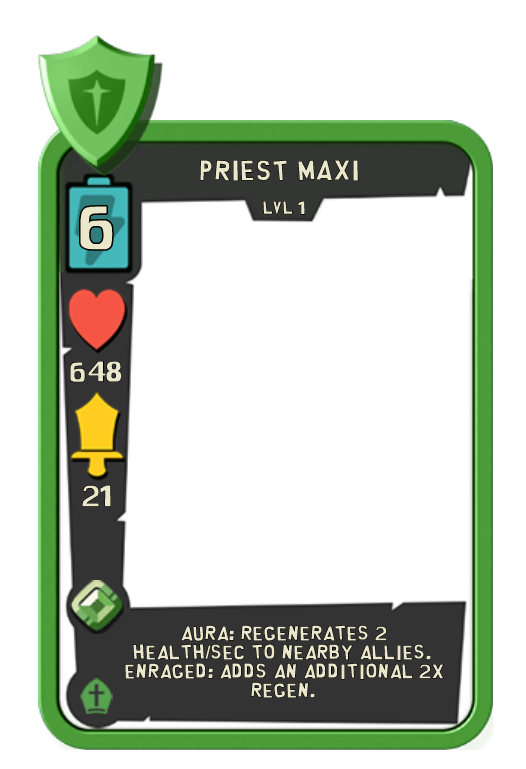 PRIEST MAXI
LVL 1
6
648
21
AURA: REGENERATES 2
HEALTH/SEC TO NEARBY ALLIES.
ENRAGED: ADDS AN ADDITIONAL 2X
REGEN.